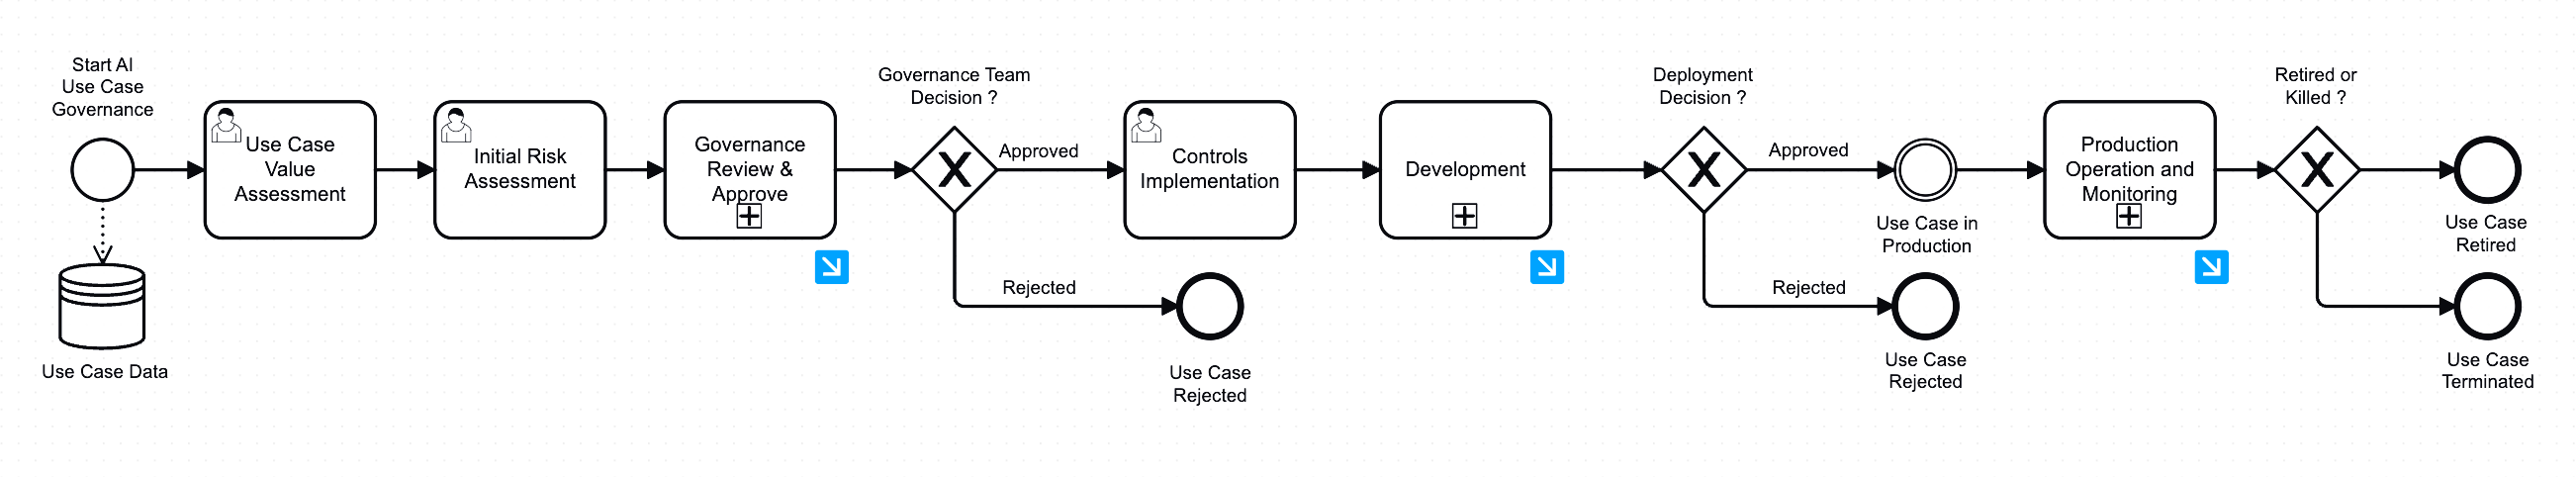 Start AI
Use Case
Governance
Use Case Data
Use Case
Value
Assessment
Initial Risk
Assessment
Governance
Review &
Approve
Governance Team
Decision ?
Approved
Rejected
Use Case
Rejected
Controls
Implementation
Development
Deployment
Decision ?
Approved
Rejected
Use Case in
Production
Use Case
Rejected
Production
Operation and
Monitoring
Retired or
Killed ?
Use Case
Retired
Use Case
Terminated